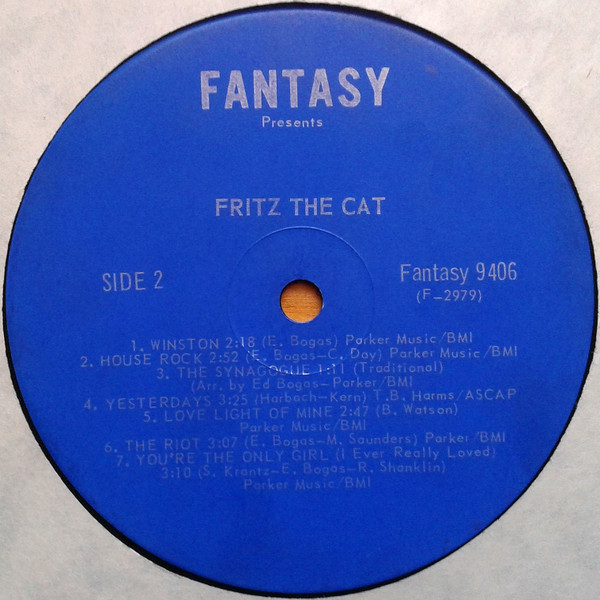 FANTASY
Presents
FRITZ THE CAT
SIDE 2
Fantasy 9406
(F-2979)
1. WINSTON 2:18 (E. Bogas) Parker Music/BMI
2. HOUSE ROCK 2:52 (E. Bogas-C. Day) Parker Music/BMI
3. THE SYNAGOGUE 1:11 (Traditional)
(Arr. by Ed Bogas-Parker/BMI
4. YESTERDAYS 3:25 (Harbach-Kern) T.B. Harms/ASCAP
5. LOVE LIGHT OF MINE 2:47 (B. Watson)
Parker Music/BMI
6. THE RIOT 3:07 (E. Bogas-M. Saunders) Parker/BMI
7. YOU'RE THE ONLY GIRL (I Ever Really Loved)
3:10 (S. Krantz-E. Bogas-R. Shanklin)
Parker Music/BMI